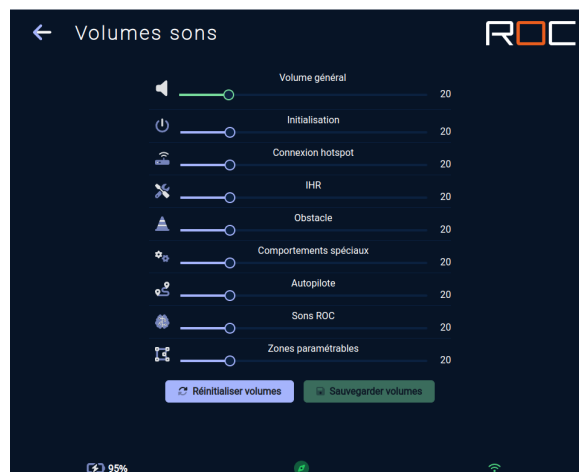 Volumes sons
ROC
Volume général
20
Initialisation
20
Connexion hotspot
20
IHR
20
Obstacle
20
Comportements spéciaux
20
Autopilote
20
Sons ROC
20
Zones paramétrables
20
Réinitialiser volumes
Sauvegarder volumes
95%